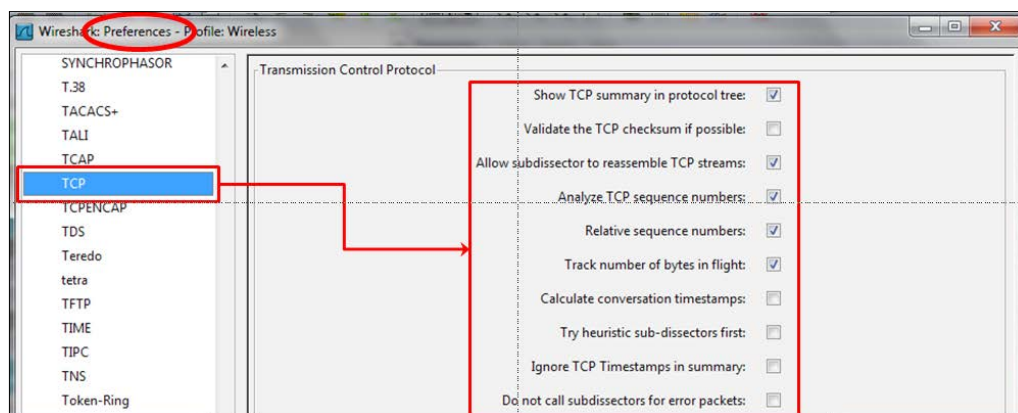 Wireshark: Preferences - Profile: Wireless
SYNCHROPHASOR
T.38
TACACS+
TALI
TCAP
TCP
TCPENCAP
TDS
Teredo
tetra
TFTP
TIME
TIPC
TNS
Token-Ring
Transmission Control Protocol
Show TCP summary in protocol tree:
Validate the TCP checksum if possible:
Allow subdissector to reassemble TCP streams:
Analyze TCP sequence numbers:
Relative sequence numbers:
Track number of bytes in flight:
Calculate conversation timestamps:
Try heuristic sub-dissectors first:
Ignore TCP Timestamps in summary:
Do not call subdissectors for error packets: